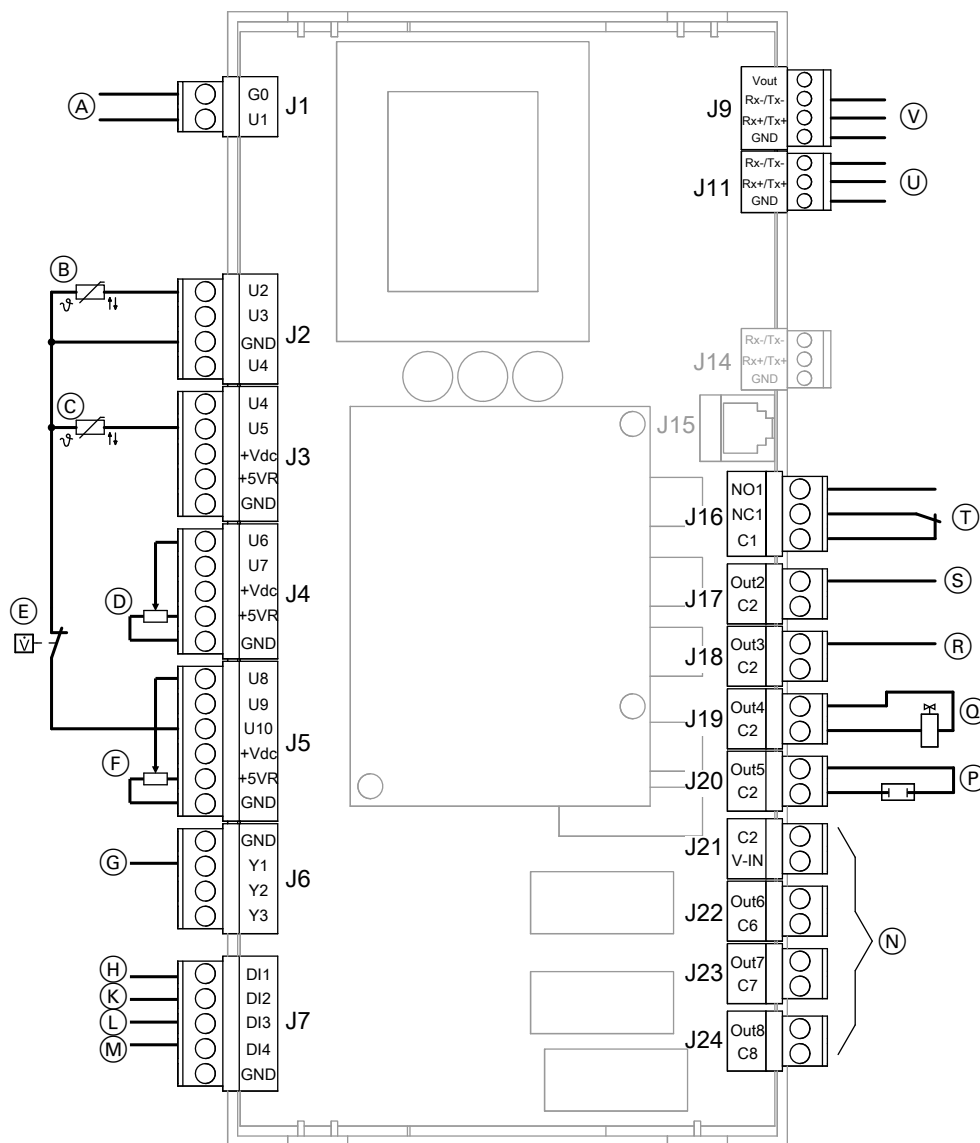 A
G0
U1
J1
B
ϑ
U2
U3
GND
U4
J2
C
ϑ
U4
U5
+Vdc
+5VR
GND
J3
D
U6
U7
+Vdc
+5VR
GND
J4
E
V̇
F
U8
U9
U10
+Vdc
+5VR
GND
J5
G
GND
Y1
Y2
Y3
J6
H
K
L
M
DI1
DI2
DI3
DI4
GND
J7
J9
Vout
Rx-/Tx-
Rx+/Tx+
GND
V
J11
Rx-/Tx-
Rx+/Tx+
GND
U
J14
Rx-/Tx-
Rx+/Tx+
GND
J15
J16
NO1
NC1
C1
T
J17
Out2
C2
S
J18
Out3
C2
R
J19
Out4
C2
Q
J20
Out5
C2
P
J21
C2
V-IN
J22
Out6
C6
J23
Out7
C7
J24
Out8
C8
N